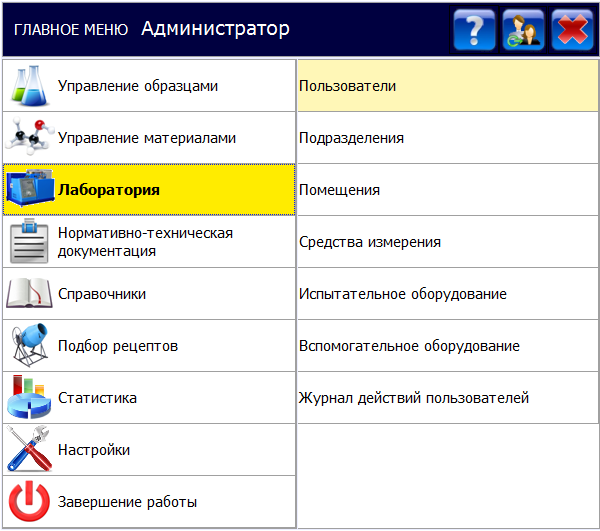 ГЛАВНОЕ МЕНЮ Администратор
?
Управление образцами
Управление материалами
Лаборатория
Нормативно-техническая
документация
Справочники
Подбор рецептов
Статистика
Настройки
Завершение работы
Пользователи
Подразделения
Помещения
Средства измерения
Испытательное оборудование
Вспомогательное оборудование
Журнал действий пользователей